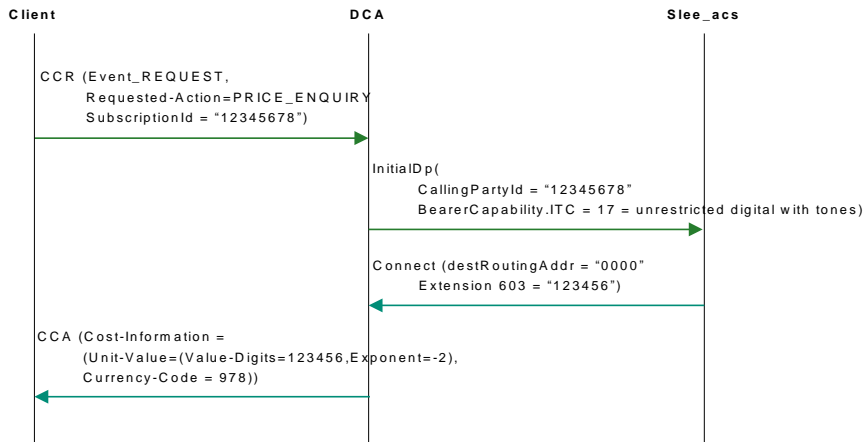 Client DCA Slee_acs
CCR (Event_REQUEST,
Requested-Action=PRICE_ENQUIRY
SubscriptionId = “12345678”)
InitialDp(
CallingPartyId = “12345678”
BearerCapability.ITC = 17 = unrestricted digital with tones)
Connect (destRoutingAddr = “0000”
Extension 603 = “123456”)
CCA (Cost-Information =
(Unit-Value=(Value-Digits=123456,Exponent=-2),
Currency-Code = 978))